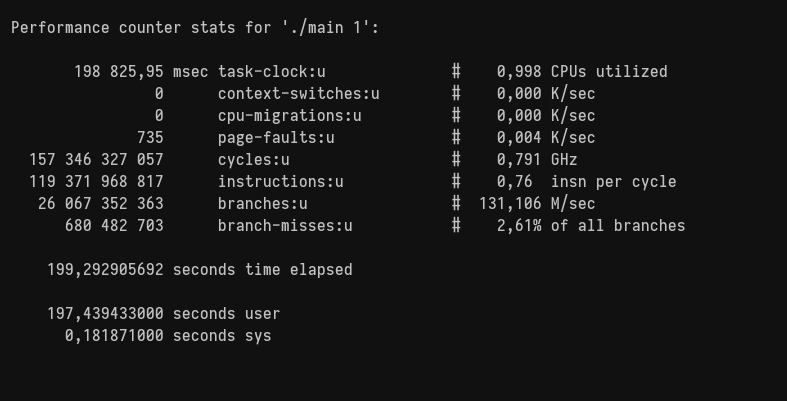 Performance counter stats for './main 1':
198 825,95 msec task-clock:u # 0,998 CPUs utilized
0 context-switches:u # 0,000 K/sec
0 cpu-migrations:u # 0,000 K/sec
735 page-faults:u # 0,004 K/sec
157 346 327 057 cycles:u # 0,791 GHz
119 371 968 817 instructions:u # 0,76 insn per cycle
26 067 352 363 branches:u # 131,106 M/sec
680 482 703 branch-misses:u # 2,61% of all branches
199,292905692 seconds time elapsed
197,439433000 seconds user
0,181871000 seconds sys